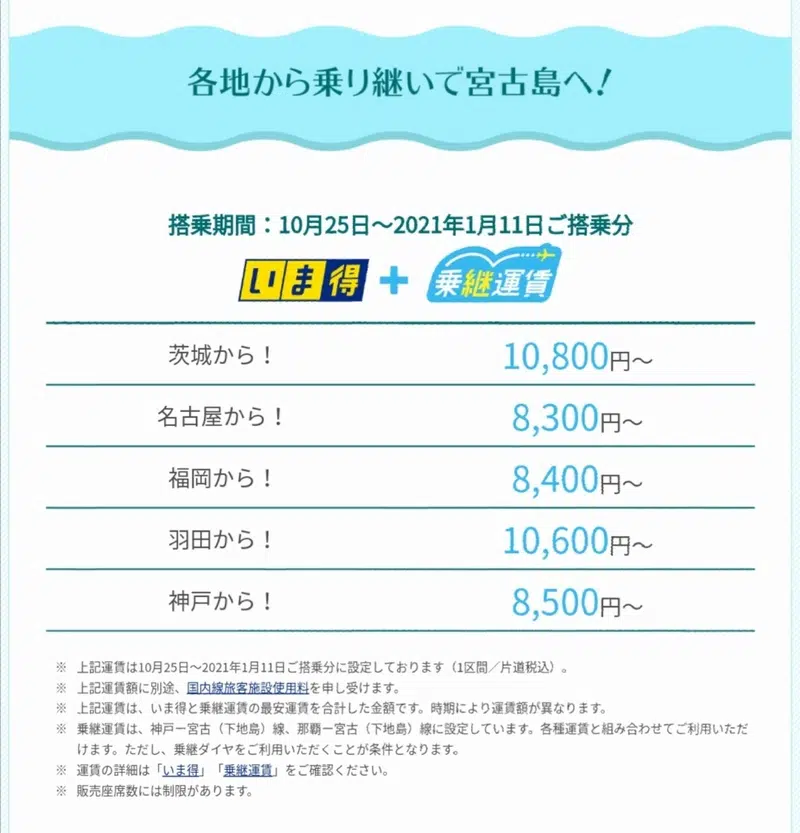 各地から乗り継いで宮古島へ!
搭乗期間：10月25日〜2021年1月11日ご搭乗分
いま得 + 乗継運賃
茨城から！ 10,800円〜
名古屋から！ 8,300円〜
福岡から！ 8,400円〜
羽田から！ 10,600円〜
神戸から！ 8,500円〜
※ 上記運賃は10月25日〜2021年1月11日ご搭乗分に設定しております（1区間／片道税込）。
※ 上記運賃額に別途、国内線旅客施設使用料を申し受けます。
※ 上記運賃は、いま得と乗継運賃の最安運賃を合計した金額です。時期により運賃額が異なります。
※ 乗継運賃は、神戸ー宮古（下地島）線、那覇ー宮古（下地島）線に設定しています。各種運賃と組み合わせてご利用いただ
けます。ただし、乗継ダイヤをご利用いただくことが条件となります。
※ 運賃の詳細は「いま得」「乗継運賃」をご確認ください。
※ 販売座席数には制限があります。